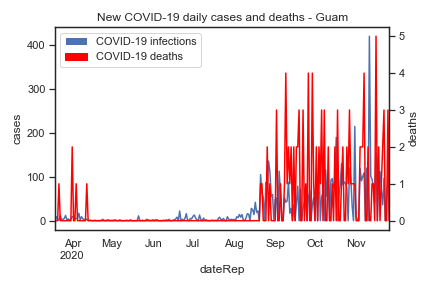 New COVID-19 daily cases and deaths - Guam
COVID-19 infections
COVID-19 deaths
cases
400
300
200
100
0
deaths
5
4
3
2
1
0
Apr May Jun Jul Aug Sep Oct Nov
2020
dateRep